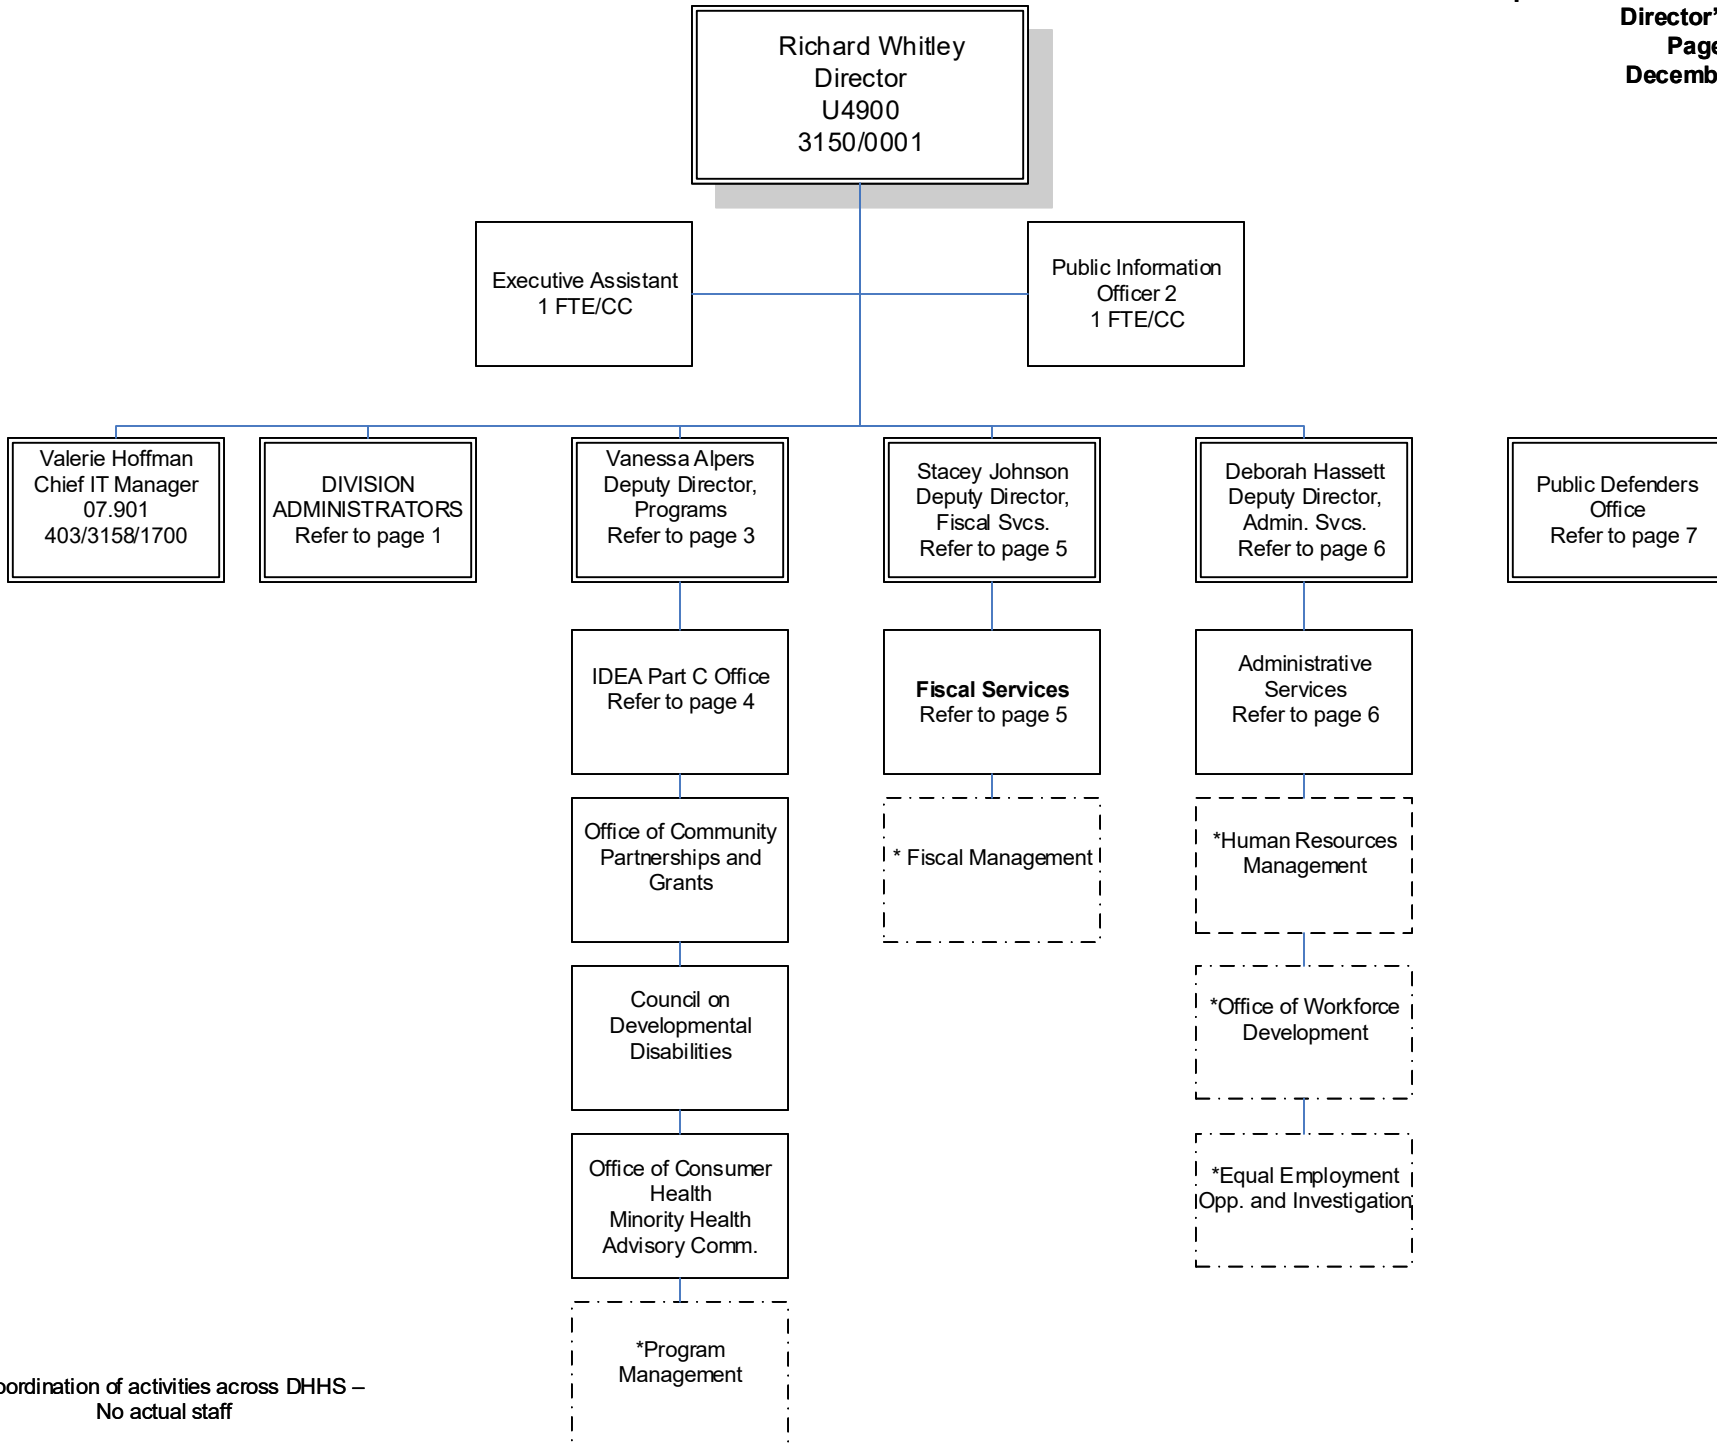 Richard Whitley
Director
U4900
3150/0001
Executive Assistant
1 FTE/CC
Public Information
Officer 2
1 FTE/CC
Valerie Hoffman
Chief IT Manager
07.901
403/3158/1700
DIVISION
ADMINISTRATORS
Refer to page 1
Vanessa Alpers
Deputy Director,
Programs
Refer to page 3
Stacey Johnson
Deputy Director,
Fiscal Svcs.
Refer to page 5
Deborah Hassett
Deputy Director,
Admin. Svcs.
Refer to page 6
Public Defenders
Office
Refer to page 7
IDEA Part C Office
Refer to page 4
Fiscal Services
Refer to page 5
Administrative
Services
Refer to page 6
Office of Community
Partnerships and
Grants
* Fiscal Management
*Human Resources
Management
Council on
Developmental
Disabilities
*Office of Workforce
Development
Office of Consumer
Health
Minority Health
Advisory Comm.
*Equal Employment
Opp. and Investigation
*Program
Management
of activities across DHHS –
No actual staff